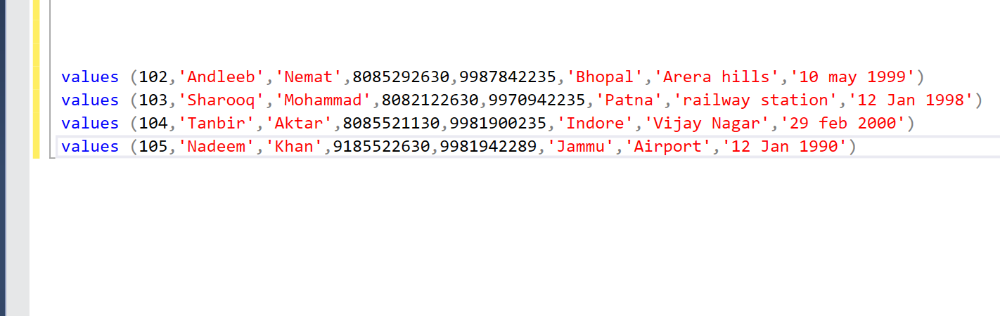 values (102,'Andleeb','Nemat',8085292630,9987842235,'Bhopal','Arera hills','10 may 1999')
values (103,'Sharooq','Mohammad',8082122630,9970942235,'Patna','railway station','12 Jan 1998')
values (104,'Tanbir','Aktar',8085521130,9981900235,'Indore','Vijay Nagar','29 feb 2000')
values (105,'Nadeem','Khan',9185522630,9981942289,'Jammu','Airport','12 Jan 1990')